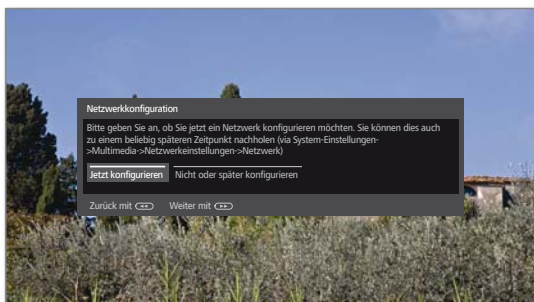 Netzwerkkonfiguration
Bitte geben Sie an, ob Sie jetzt ein Netzwerk konfigurieren möchten. Sie können dies auch
zu einem beliebig späteren Zeitpunkt nachholen (via System-Einstellungen-
>Multimedia->Netzwerkeinstellungen->Netzwerk)
Jetzt konfigurieren Nicht oder später konfigurieren
Zurück mit Weiter mit